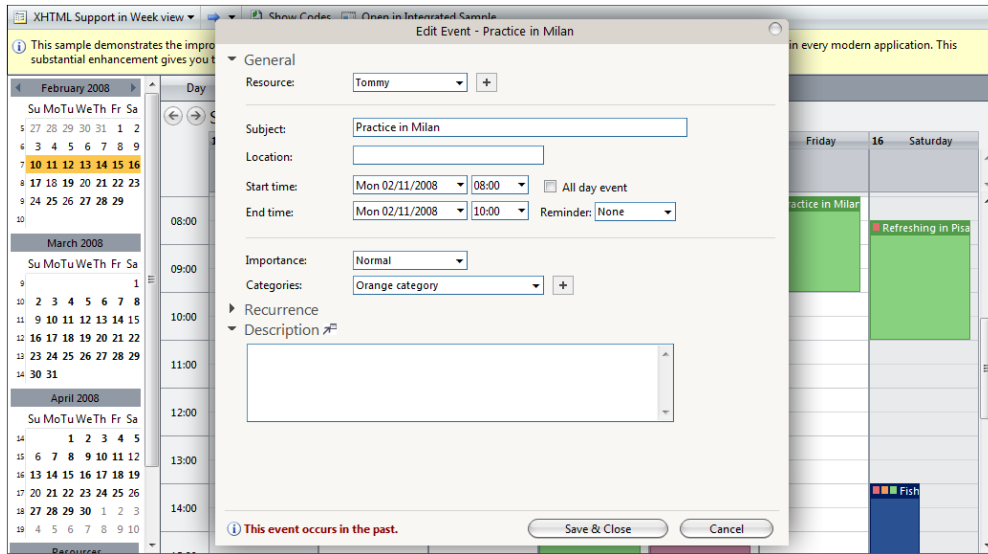 XHTML Support in Week view
Show Codes
Open in Integrated Sample
This sample demonstrates the impro
in every modern application. This
substantial enhancement gives you t
Edit Event - Practice in Milan
General
Resource:
Tommy
+
Subject:
Practice in Milan
Location:
Start time:
Mon 02/11/2008
08:00
All day event
End time:
Mon 02/11/2008
10:00
Reminder:
None
Importance:
Normal
Categories:
Orange category
+
Recurrence
Description
This event occurs in the past.
Save & Close
Cancel
February 2008
Su Mo Tu We Th Fr Sa
5 27 28 29 30 31 1 2
6 3 4 5 6 7 8 9
7 10 11 12 13 14 15 16
8 17 18 19 20 21 22 23
9 24 25 26 27 28 29
10
March 2008
Su Mo Tu We Th Fr Sa
9 1
10 2 3 4 5 6 7 8
11 9 10 11 12 13 14 15
12 16 17 18 19 20 21 22
13 23 24 25 26 27 28 29
14 30 31
April 2008
Su Mo Tu We Th Fr Sa
14 1 2 3 4 5
15 6 7 8 9 10 11 12
16 13 14 15 16 17 18 19
17 20 21 22 23 24 25 26
18 27 28 29 30 1 2 3
19 4 5 6 7 8 9 10
Resources
Day
Friday
16 Saturday
08:00
09:00
10:00
11:00
12:00
13:00
14:00
ractice in Milan
Refreshing in Pisa
Fish